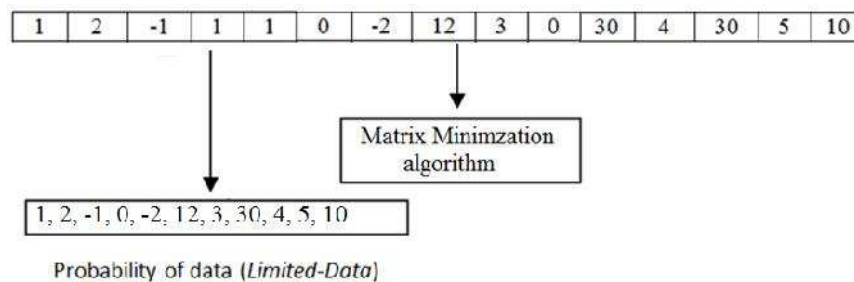 1 2 -1 1 1 0 -2 12 3 0 30 4 30 5 10
Matrix Minimzation
algorithm
1, 2, -1, 0, -2, 12, 3, 30, 4, 5, 10
Probability of data (Limited-Data)